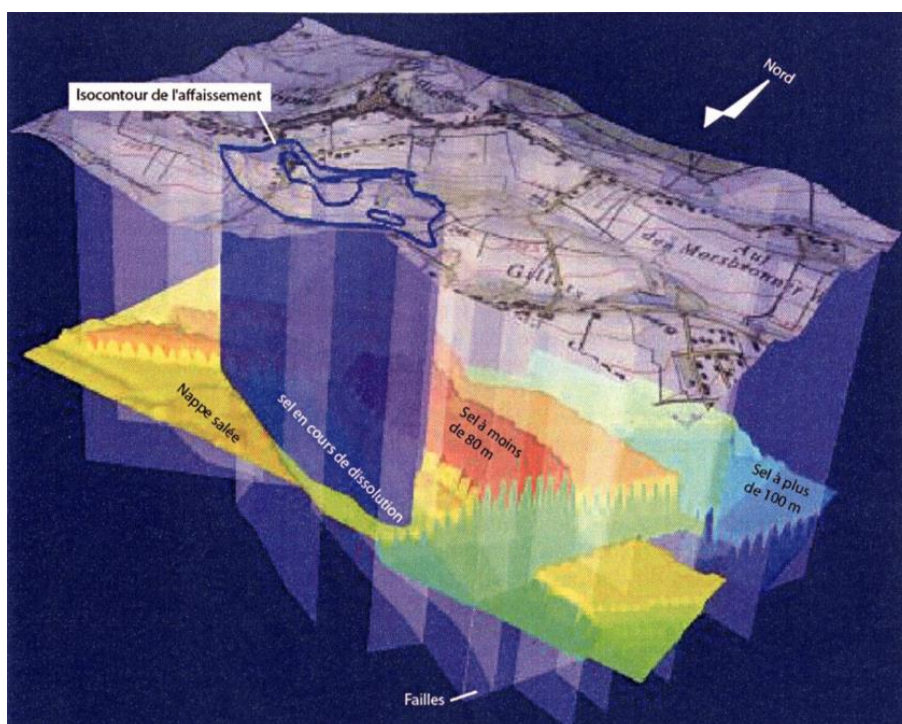 Nord
Isocontour de l'affaissement
Auf
den Morsbronner W
Gillets
Nappe salée
sel en cours de dissolution
Sel à moins
de 80 m
Sel à plus
de 100 m
Failles